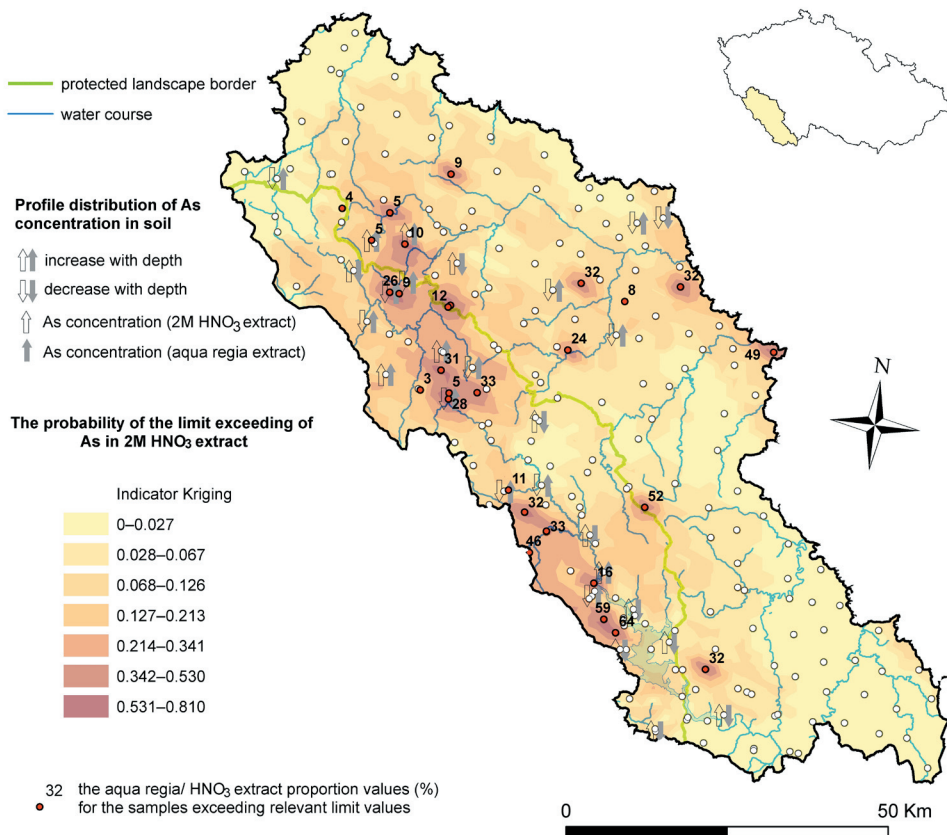 protected landscape border
water course
Profile distribution of As
concentration in soil
increase with depth
decrease with depth
As concentration (2M HNO₃ extract)
As concentration (aqua regia extract)
The probability of the limit exceeding of
As in 2M HNO₃ extract
Indicator Kriging
0–0.027
0.028–0.067
0.068–0.126
0.127–0.213
0.214–0.341
0.342–0.530
0.531–0.810
32 the aqua regia/ HNO₃ extract proportion values (%)
for the samples exceeding relevant limit values
9
4
5
5
10
26
9
12
32
8
32
24
49
31
3
5
33
28
11
32
33
46
52
16
59
64
32
N
0
50 Km